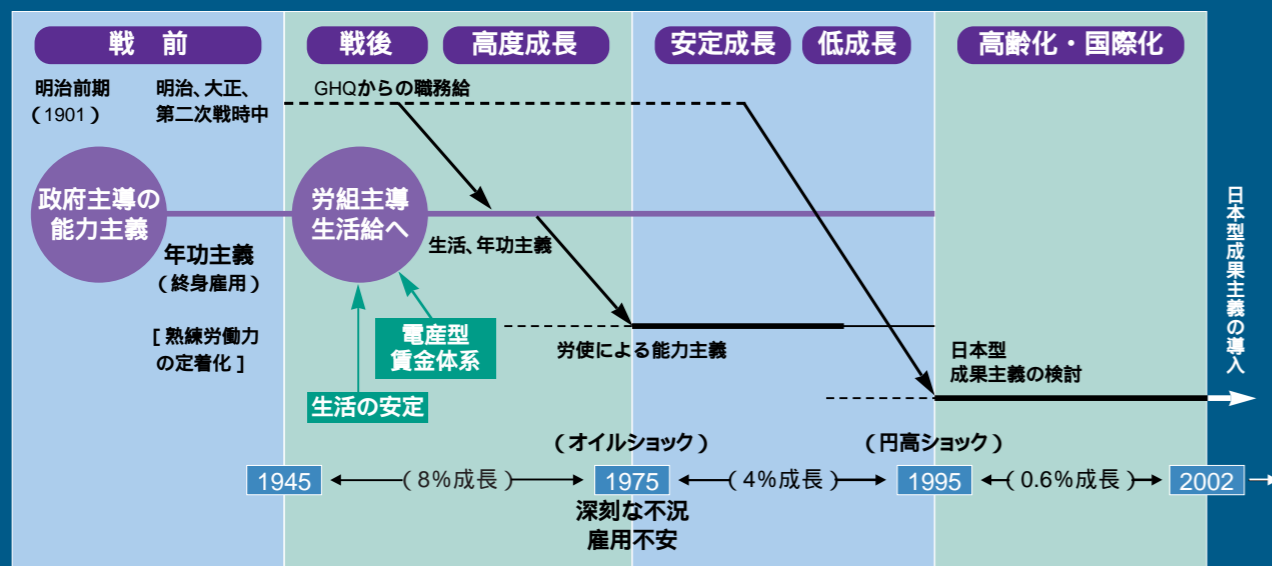 戦 前
戦後
高度成長
安定成長
低成長
高齢化・国際化
明治前期
(1901)
明治、大正、
第二次戦時中
GHQからの職務給
政府主導の
能力主義
年功主義
(終身雇用)
[ 熟練労働力
の定着化 ]
労組主導
生活給へ
生活、年功主義
電産型
賃金体系
生活の安定
労使による能力主義
日本型
成果主義の検討
日本型成果主義の導入
(オイルショック)
(円高ショック)
1945
(8%成長)
1975
(4%成長)
1995
(0.6%成長)
2002
深刻な不況
雇用不安